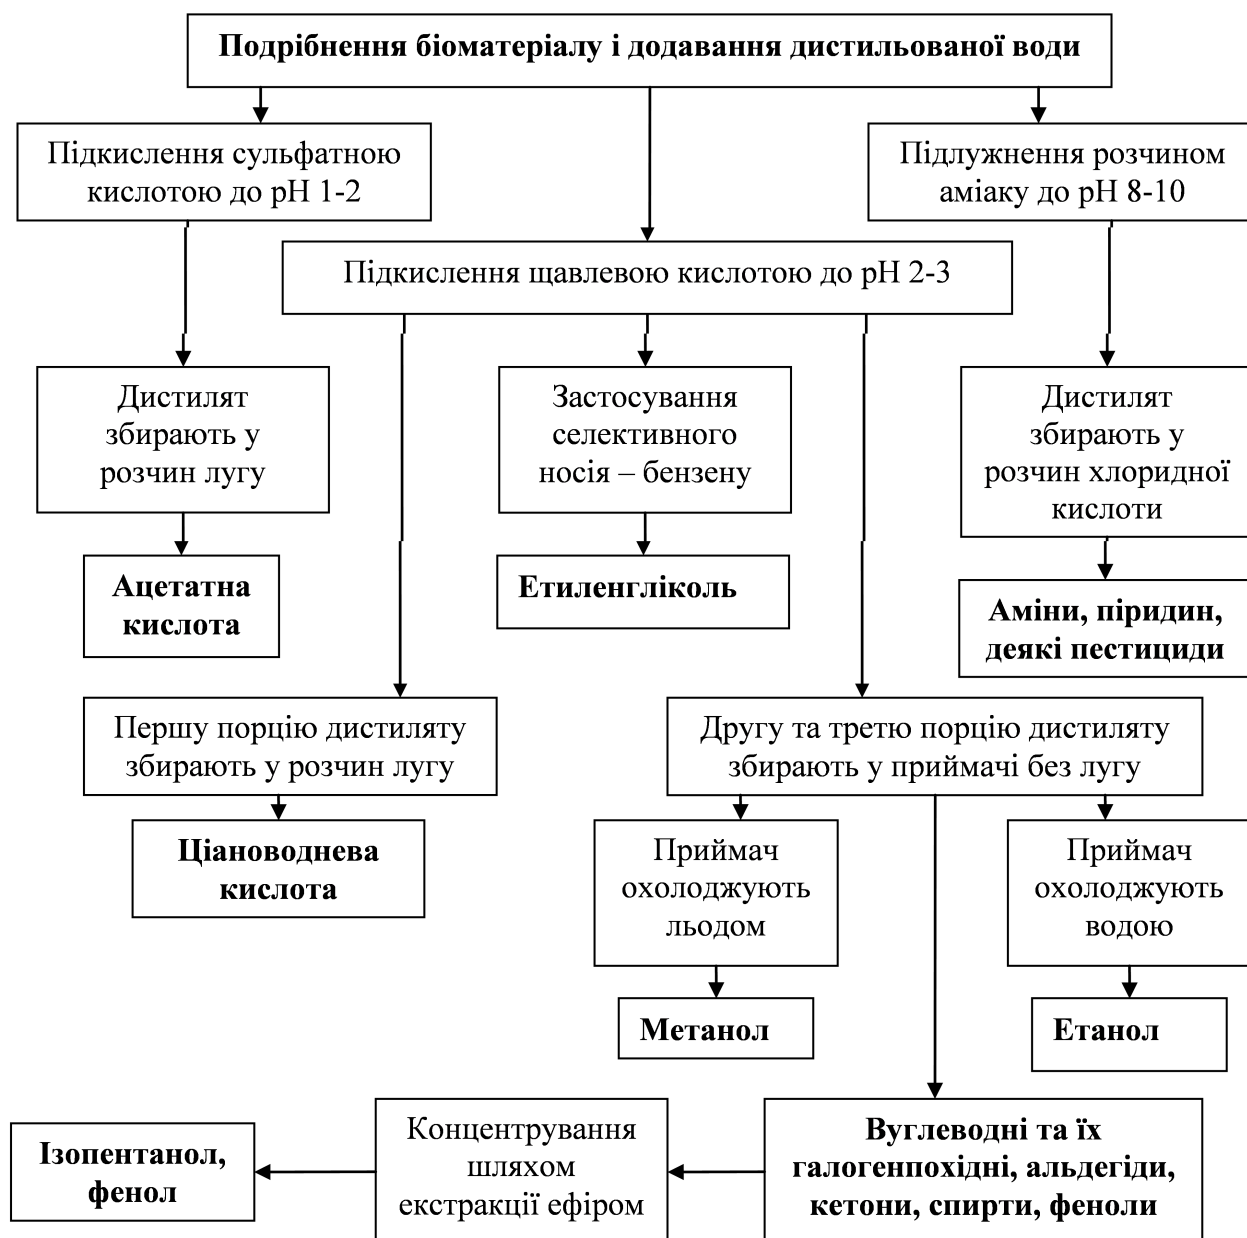 Подрібнення біоматеріалу і додавання дистильованої води
Підкислення сульфатною
кислотою до рН 1-2
Підлужнення розчином
аміаку до рН 8-10
Підкислення щавлевою кислотою до рН 2-3
Дистилят
збирають у
розчин лугу
Застосування
селективного
носія – бензену
Дистилят
збирають у
розчин хлоридної
кислоти
Ацетатна
кислота
Етиленгліколь
Аміни, піридин,
деякі пестициди
Першу порцію дистиляту
збирають у розчин лугу
Другу та третю порцію дистиляту
збирають у приймачі без лугу
Ціановоднева
кислота
Приймач
охолоджують
льодом
Приймач
охолоджують
водою
Метанол
Етанол
Ізопентанол,
фенол
Концентрування
шляхом
екстракції ефіром
Вуглеводні та їх
галогенпохідні, альдегіди,
кетони, спирти, феноли